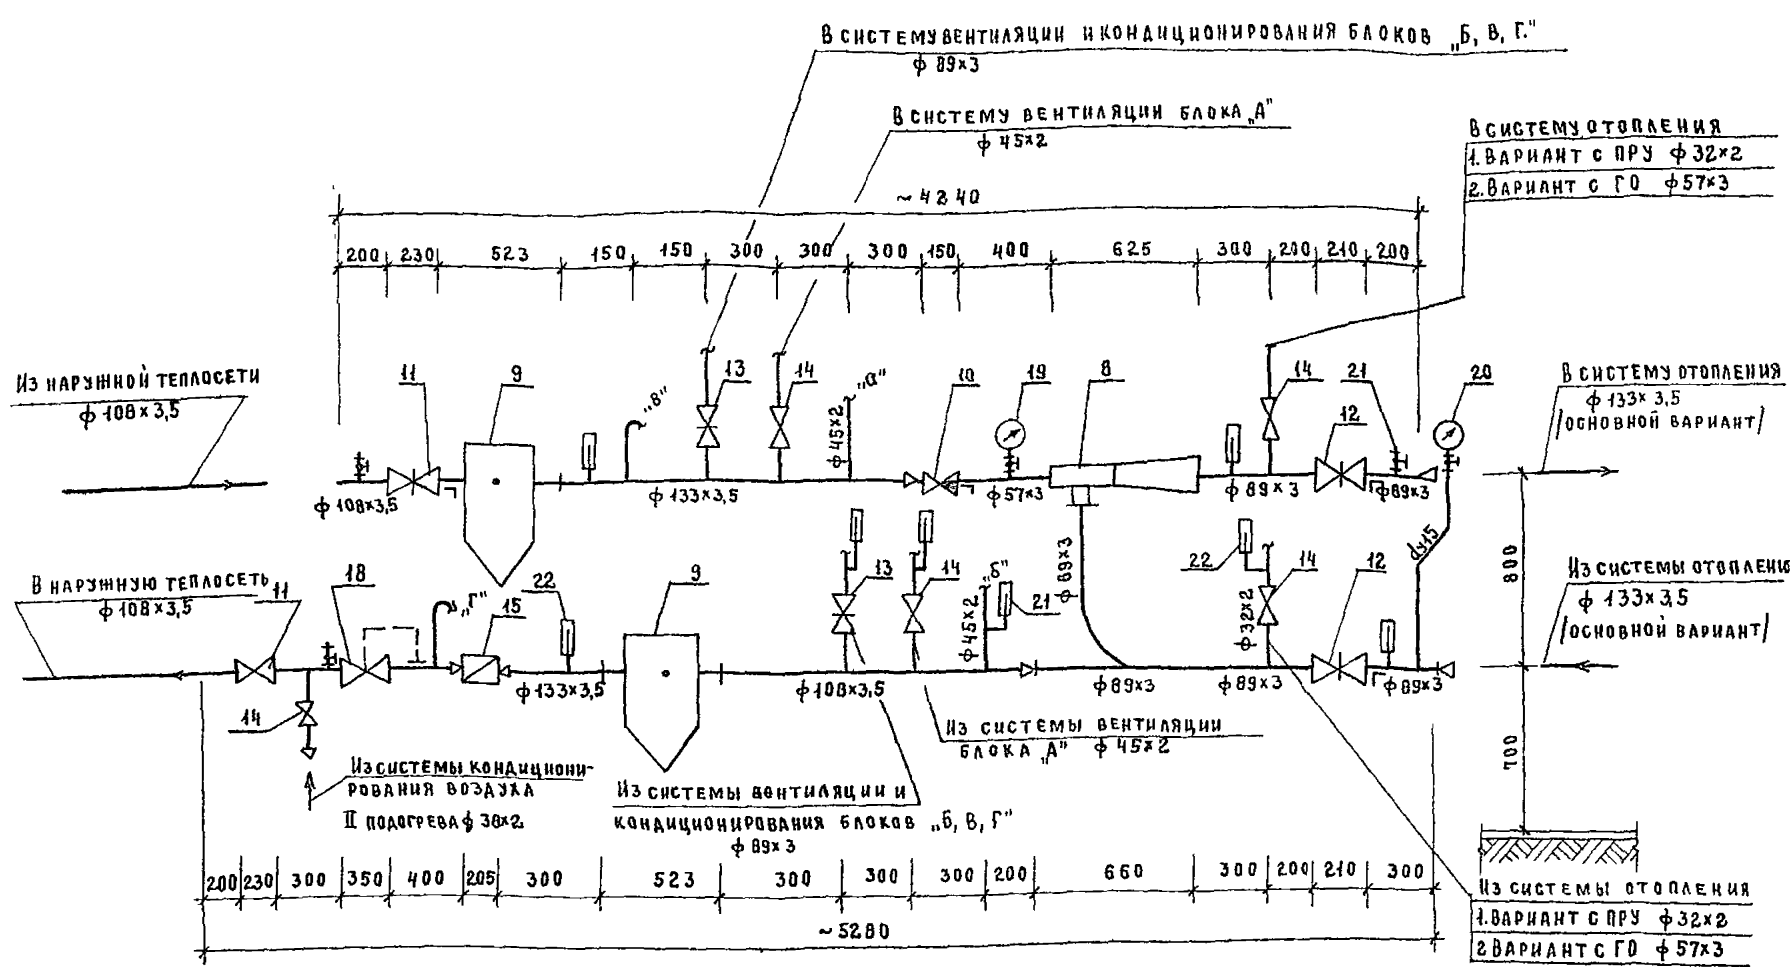 В СИСТЕМУ ВЕНТИЛЯЦИИ И КОНДИЦИОНИРОВАНИЯ БЛОКОВ „Б, В, Г."
ф 89×3
В СИСТЕМУ ВЕНТИЛЯЦИИ БЛОКА „А"
ф 45×2
В СИСТЕМУ ОТОПЛЕНИЯ
1. ВАРИАНТ С ПРУ ф 32×2
2. ВАРИАНТ С ГО ф 57×3
~ 4240
200 230 523 150 150 300 300 300 150 400 625 300 200 210 200
ИЗ НАРУЖНОЙ ТЕПЛОСЕТИ
ф 108 × 3,5
11 9 „В" 13 14 „а" 10 19 8 14 21 20
12
В СИСТЕМУ ОТОПЛЕНИЯ
ф 133×3,5
/ОСНОВНОЙ ВАРИАНТ/
ф 45×2
ф 108×3,5
ф 133×3,5
ф 57×3
ф 89×3
ф 89×3
В НАРУЖНУЮ ТЕПЛОСЕТЬ
ф 108×3,5
11 18 „Г" 15 22 9 13 14 „Б" 21 22 14 12
ф 45×2
ф 89×3
ф 32×2
dу15
800
ИЗ СИСТЕМЫ ОТОПЛЕНИ
ф 133×3,5
/ОСНОВНОЙ ВАРИАНТ/
ф 133×3,5
ф 108×3,5
ф 89×3
ф 89×3
ф 89×3
14
700
ИЗ СИСТЕМЫ КОНДИЦИОНИ-
РОВАНИЯ ВОЗДУХА
II ПОДОГРЕВА ф 38×2
ИЗ СИСТЕМЫ ВЕНТИЛЯЦИИ И
КОНДИЦИОНИРОВАНИЯ БЛОКОВ „Б, В, Г"
ф 89×3
ИЗ СИСТЕМЫ ВЕНТИЛЯЦИИ
БЛОКА „А" ф 45×2
200 230 300 350 400 205 300 523 300 300 300 200 660 300 200 210 300
~ 5280
ИЗ СИСТЕМЫ ОТОПЛЕНИЯ
1. ВАРИАНТ С ПРУ ф 32×2
2 ВАРИАНТ С ГО ф 57×3